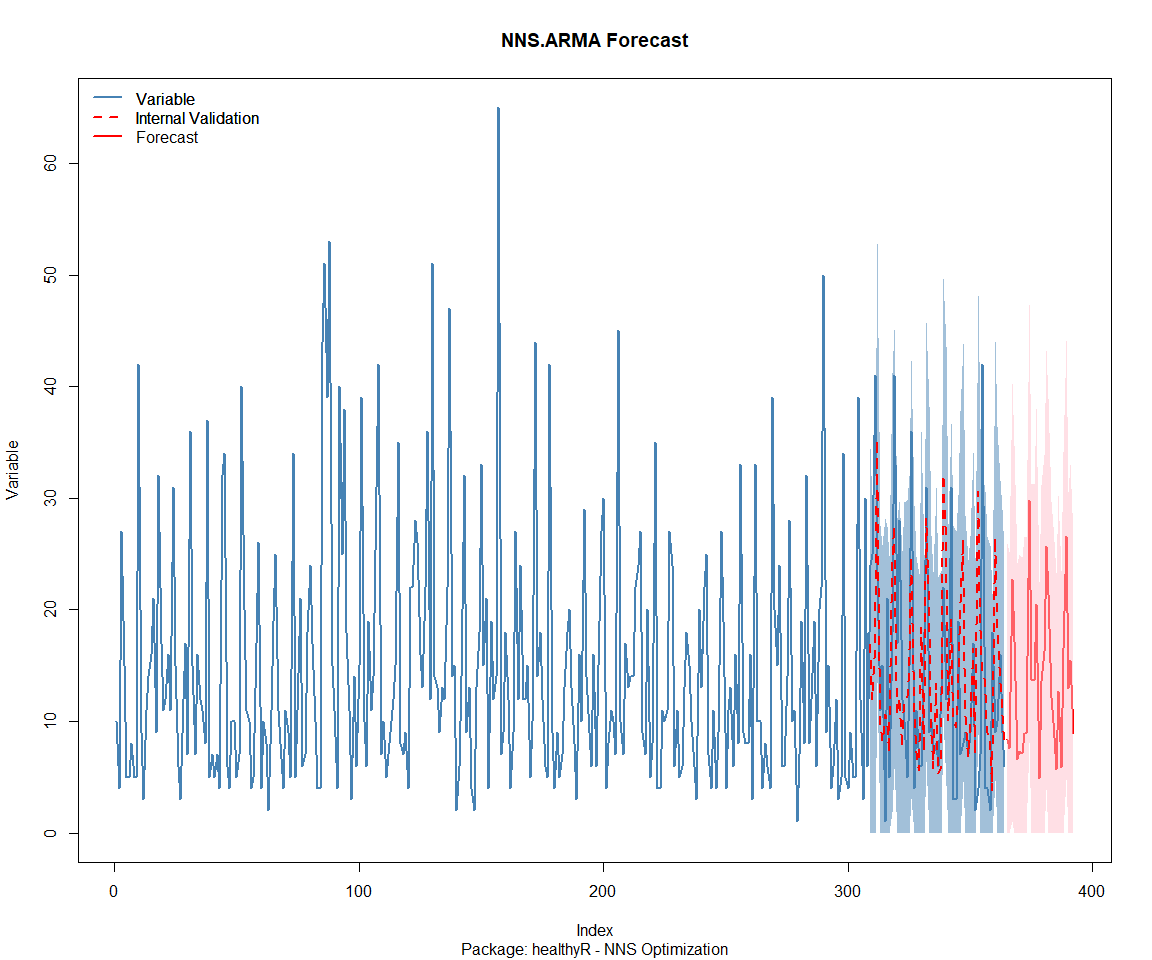 NNS.ARMA Forecast
Variable
Internal Validation
Forecast
60
50
40
30
20
10
0
Variable
0 100 200 300 400
Index
Package: healthyR - NNS Optimization